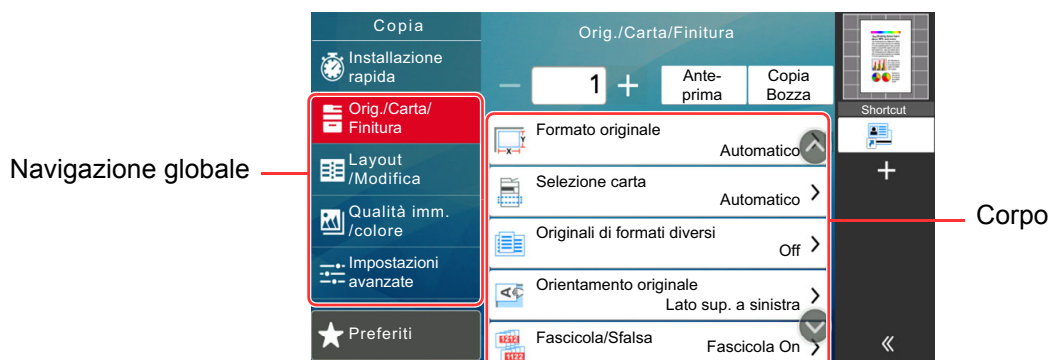 Copia
Orig./Carta/Finitura
Installazione
rapida
1
Ante-
prima
Copia
Bozza
Shortcut
Navigazione globale
Orig./Carta/
Finitura
Layout
/Modifica
Qualità imm.
/colore
Impostazioni
avanzate
Preferiti
Formato originale
Automatico
Selezione carta
Automatico
Originali di formati diversi
Off
Orientamento originale
Lato sup. a sinistra
Fascicola/Sfalsa
Fascicola On
Corpo